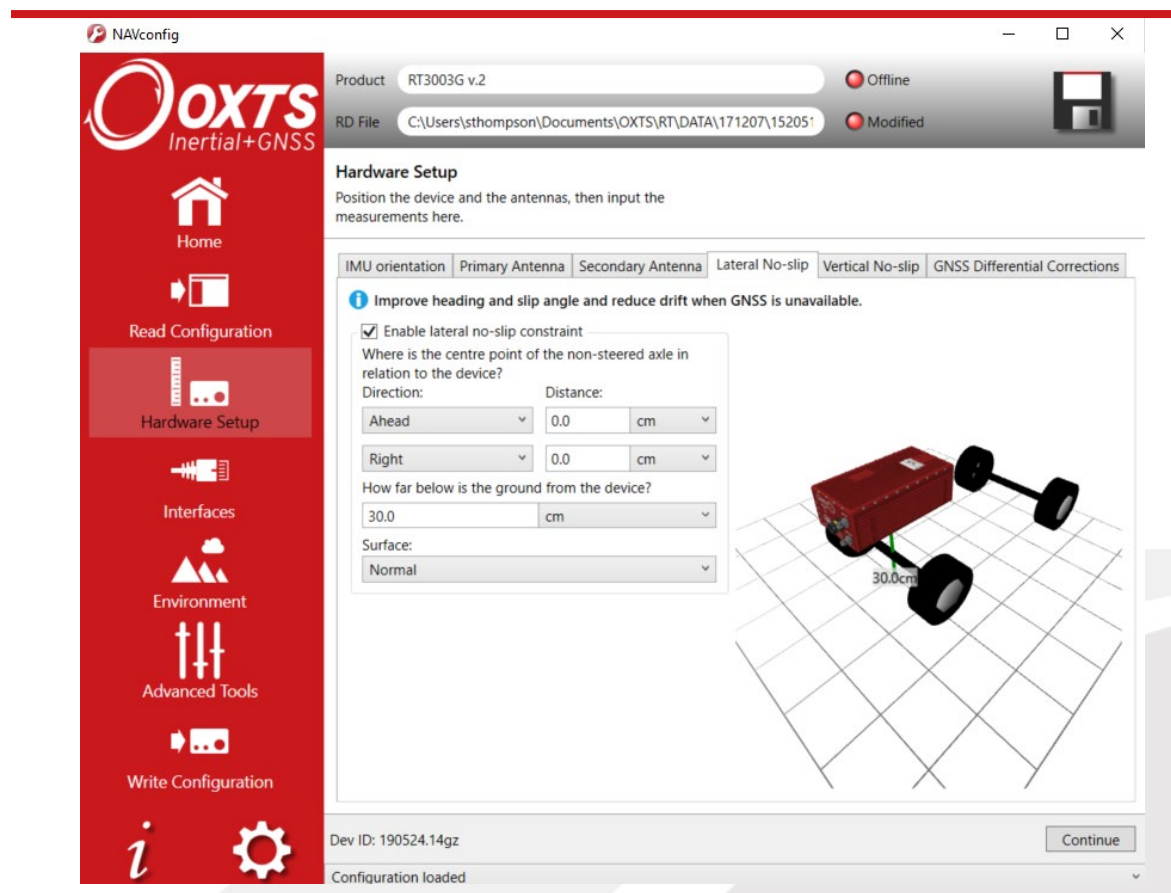 NAVconfig
OXTS
Inertial+GNSS
Product RT3003G v.2 Offline
RD File C:\Users\sthompson\Documents\OXTS\RT\DATA\171207\152051 Modified
Home
Read Configuration
Hardware Setup
Interfaces
Environment
Advanced Tools
Write Configuration
i
Hardware Setup
Position the device and the antennas, then input the
measurements here.
IMU orientation Primary Antenna Secondary Antenna Lateral No-slip Vertical No-slip GNSS Differential Corrections
Improve heading and slip angle and reduce drift when GNSS is unavailable.
Enable lateral no-slip constraint
Where is the centre point of the non-steered axle in
relation to the device?
Direction: Distance:
Ahead 0.0 cm
Right 0.0 cm
How far below is the ground from the device?
30.0 cm
Surface:
Normal
30.0cm
Dev ID: 190524.14gz Continue
Configuration loaded